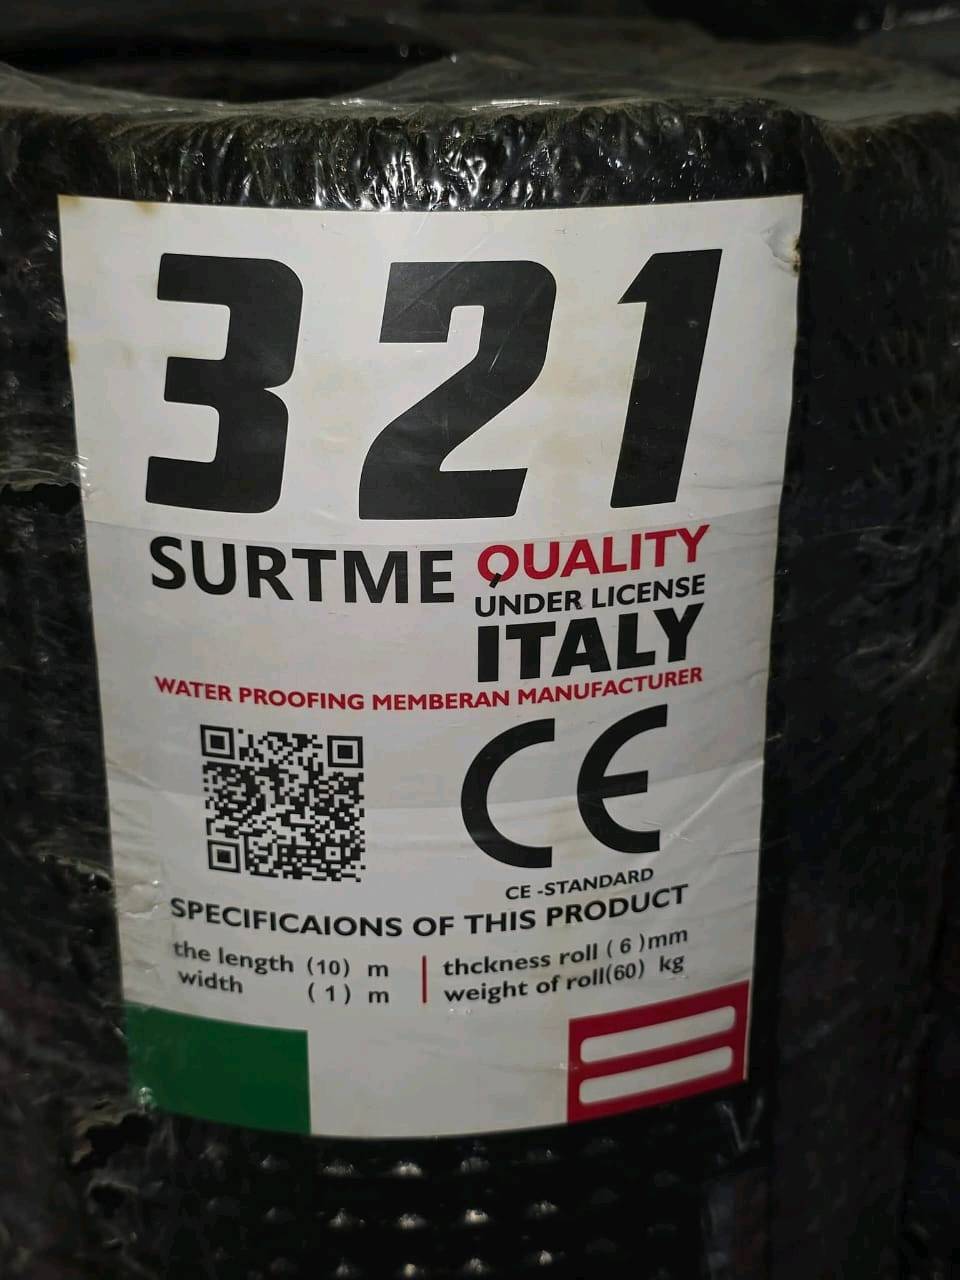 321
SURTME QUALITY
UNDER LICENSE
ITALY
WATER PROOFING MEMBERAN MANUFACTURER
CE
CE -STANDARD
SPECIFICAIONS OF THIS PRODUCT
the length (10) m
width ( 1 ) m
thckness roll ( 6 )mm
weight of roll(60) kg